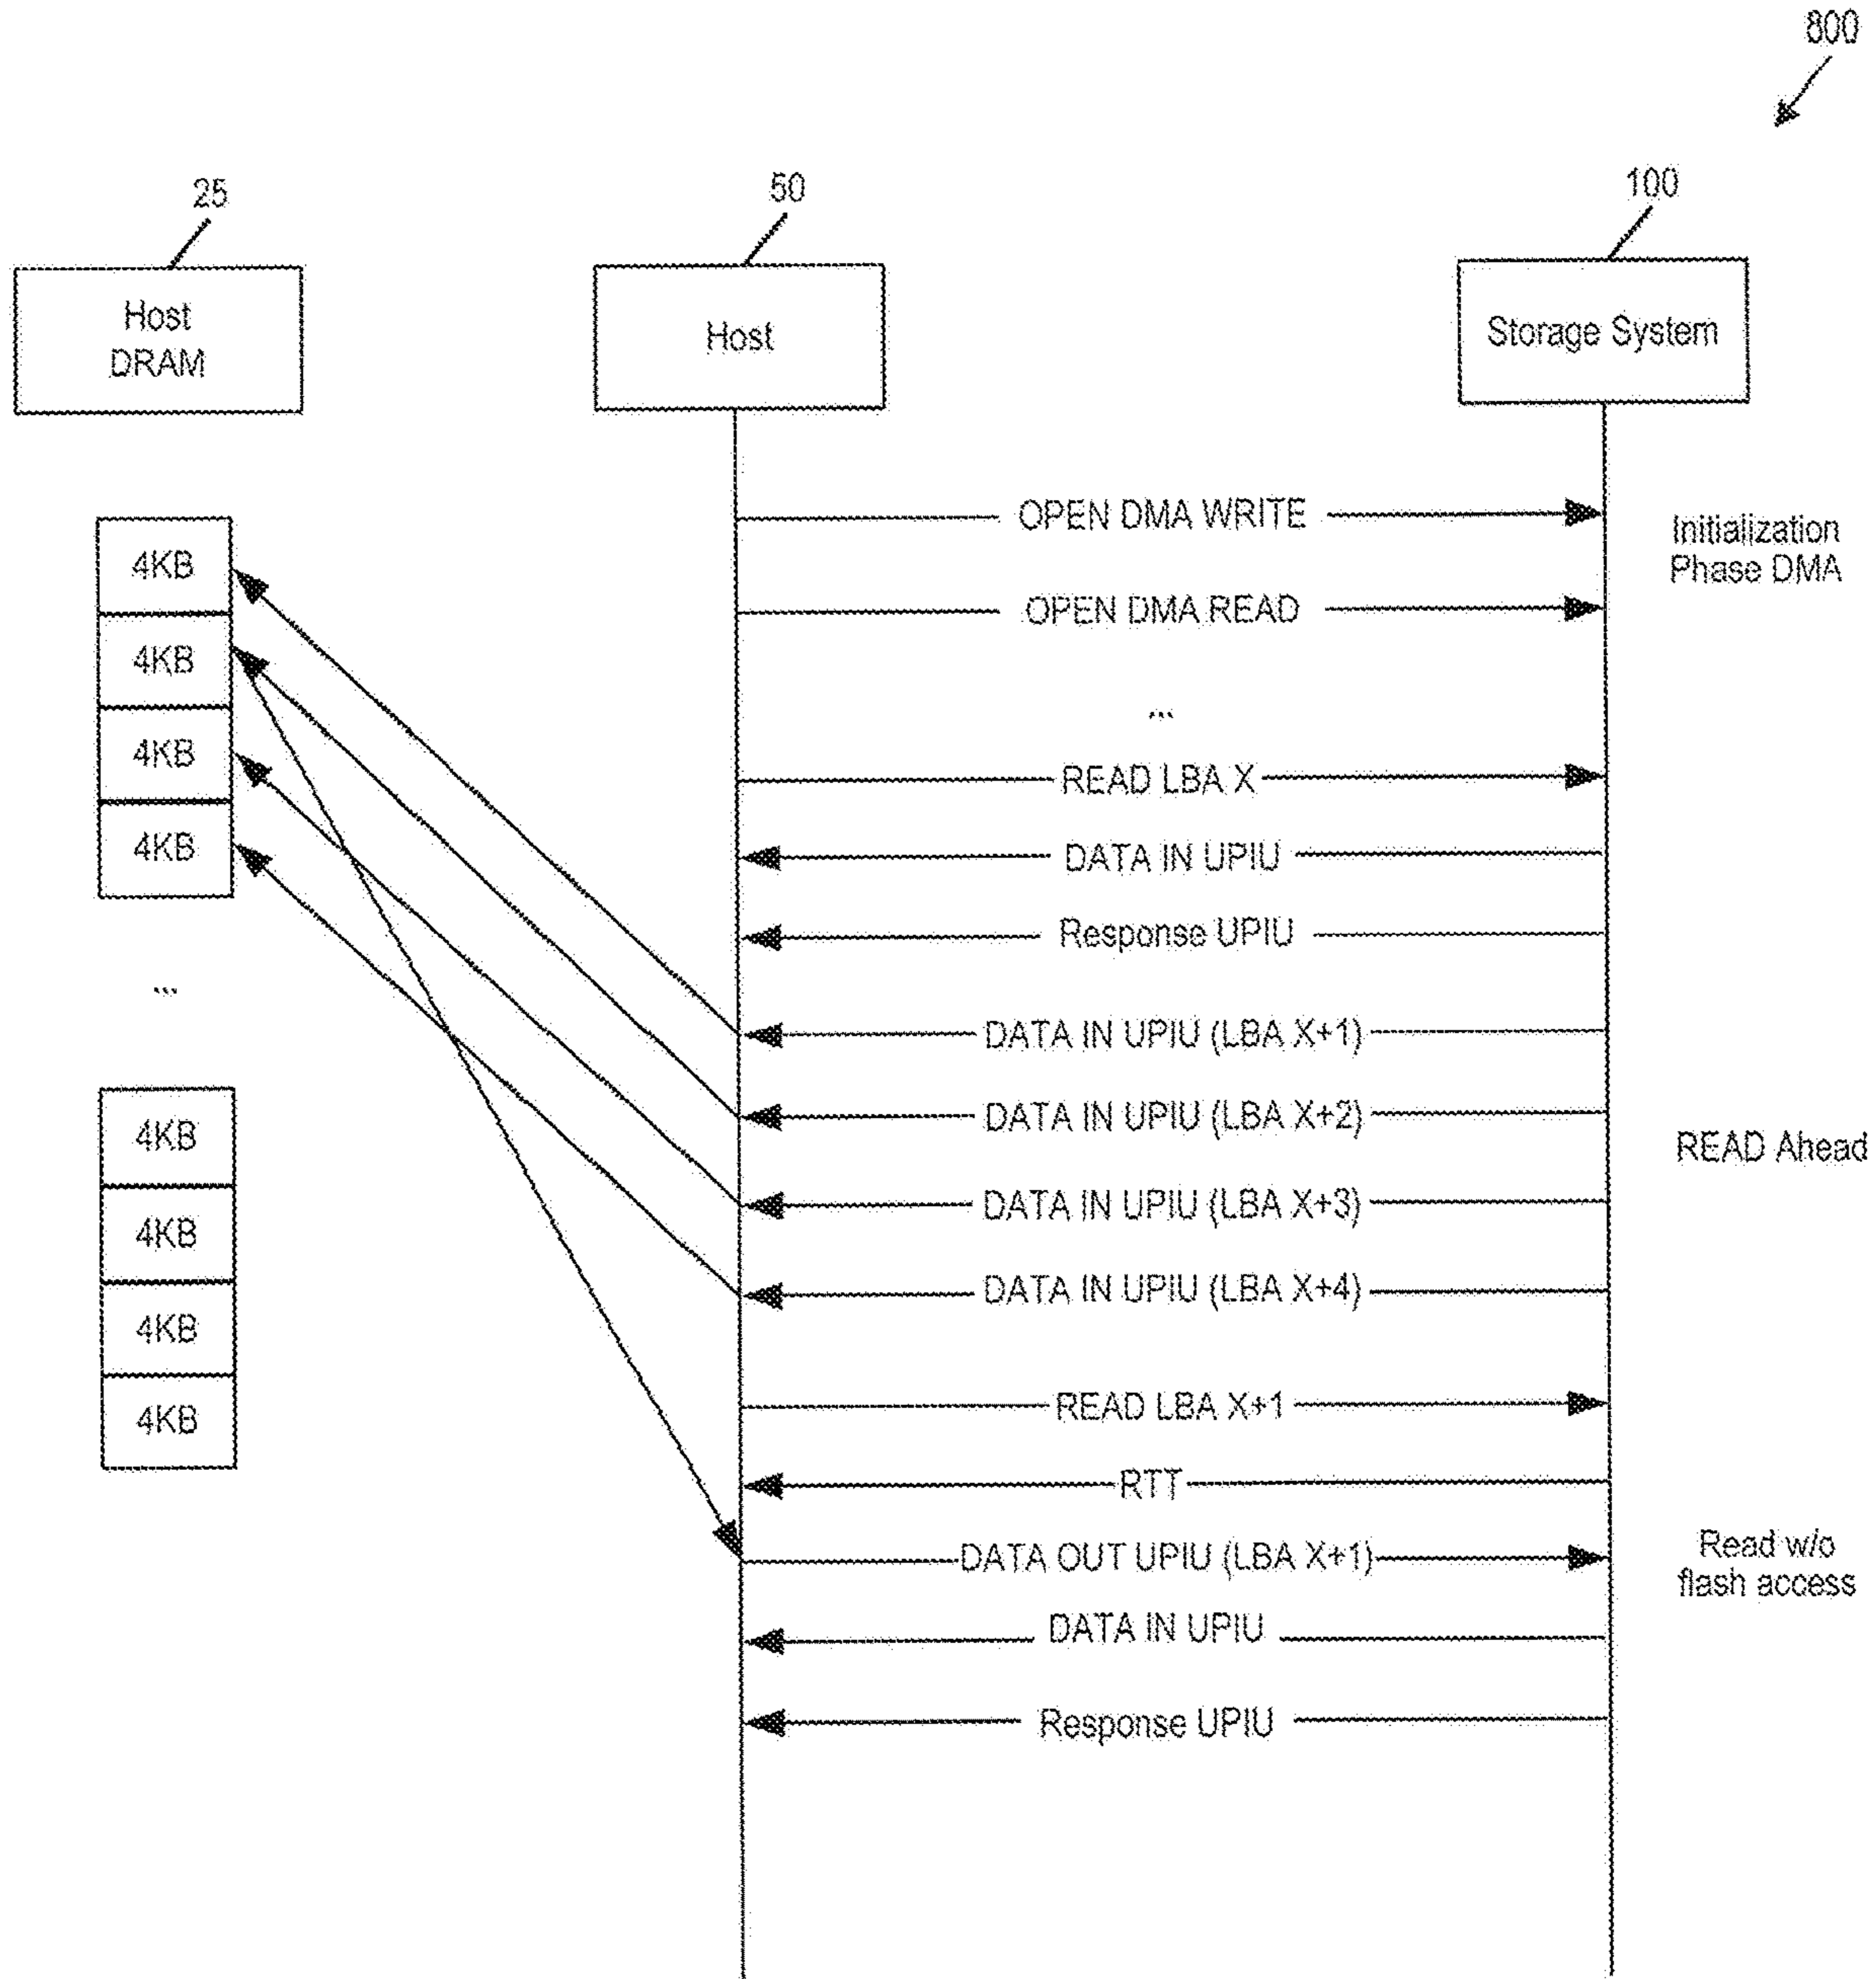 800
25
50
100
Host
DRAM
Host
Storage System
OPEN DMA WRITE
Initialization
Phase DMA
4KB
OPEN DMA READ
4KB
...
4KB
READ LBA X
4KB
DATA IN UPIU
Response UPIU
...
DATA IN UPIU (LBA X+1)
4KB
DATA IN UPIU (LBA X+2)
READ Ahead
4KB
DATA IN UPIU (LBA X+3)
4KB
DATA IN UPIU (LBA X+4)
4KB
READ LBA X+1
RTT
DATA OUT UPIU (LBA X+1)
Read w/o
flash access
DATA IN UPIU
Response UPIU